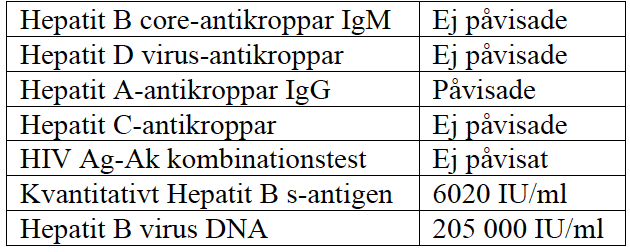 Hepatit B core-antikroppar IgM Ej påvisade
Hepatit D virus-antikroppar Ej påvisade
Hepatit A-antikroppar IgG Påvisade
Hepatit C-antikroppar Ej påvisade
HIV Ag-Ak kombinationstest Ej påvisat
Kvantitativt Hepatit B s-antigen 6020 IU/ml
Hepatit B virus DNA 205 000 IU/ml